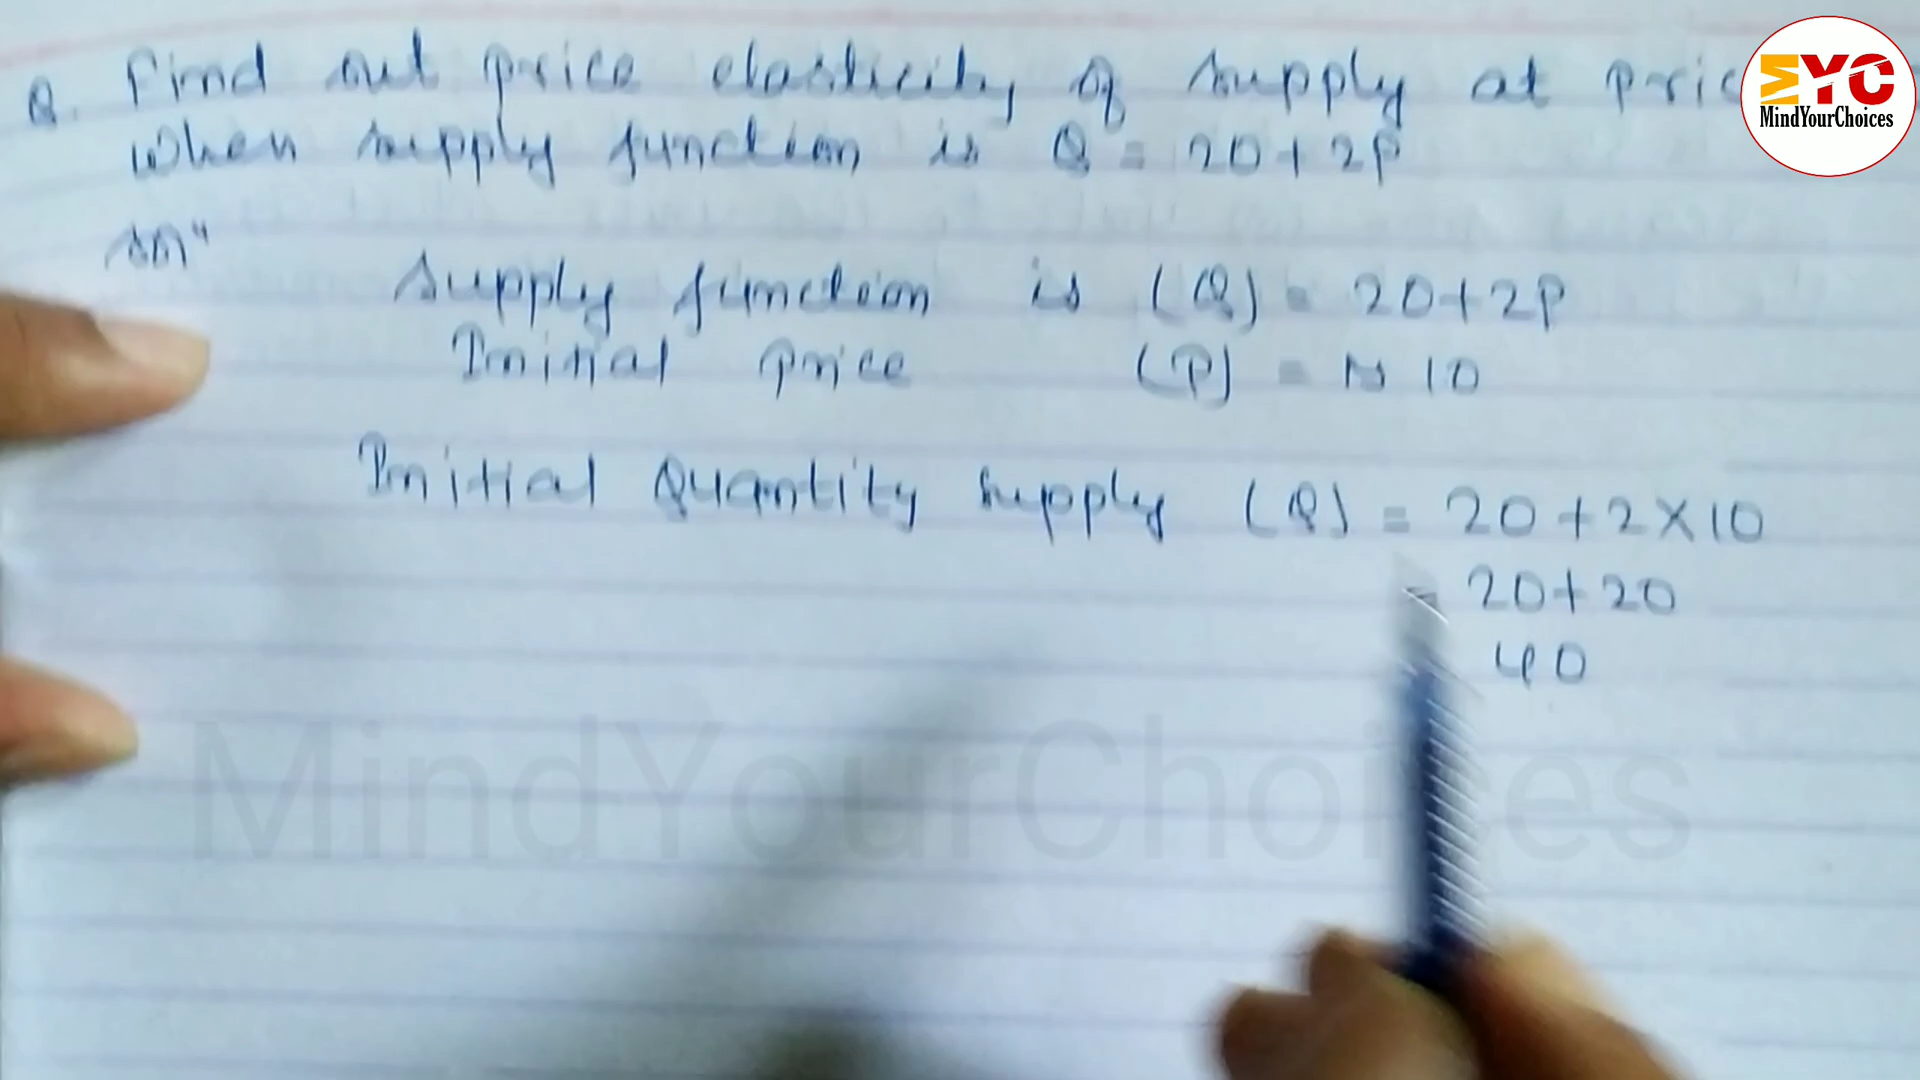 Q. Find out price elasticity of supply at pric
When supply function is Q = 20+2P
Supply function is (Q) = 20+2P
Initial price (P) = Rs 10
Initial Quantity supply (Q) = 20+2×10
= 20+20
40
MYC
MindYourChoices
MindYourChoices